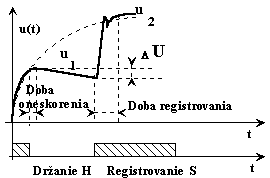 u(t)
u
2
u
1
Δ U
Doba
oneskorenia
Doba registrovania
t
Držanie H
Registrovanie S
t